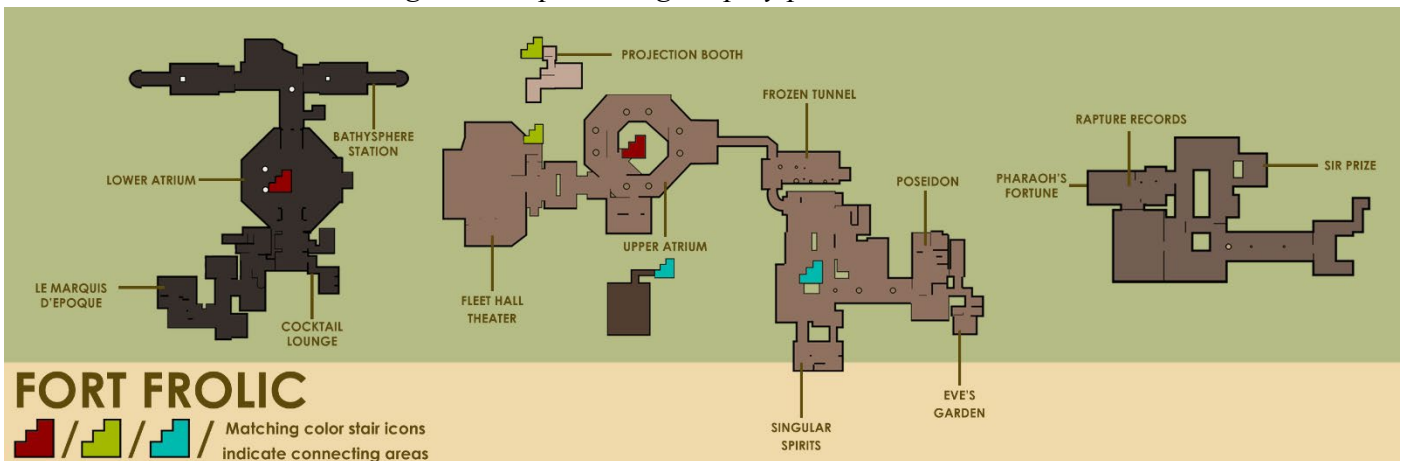 PROJECTION BOOTH
FROZEN TUNNEL
RAPTURE RECORDS
BATHYSPHERE
STATION
LOWER ATRIUM
POSEIDON
PHARAOH'S
FORTUNE
SIR PRIZE
UPPER ATRIUM
LE MARQUIS
D'EPOQUE
FLEET HALL
THEATER
COCKTAIL
LOUNGE
EVE'S
GARDEN
SINGULAR
SPIRITS
FORT FROLIC
/ / / Matching color stair icons
indicate connecting areas